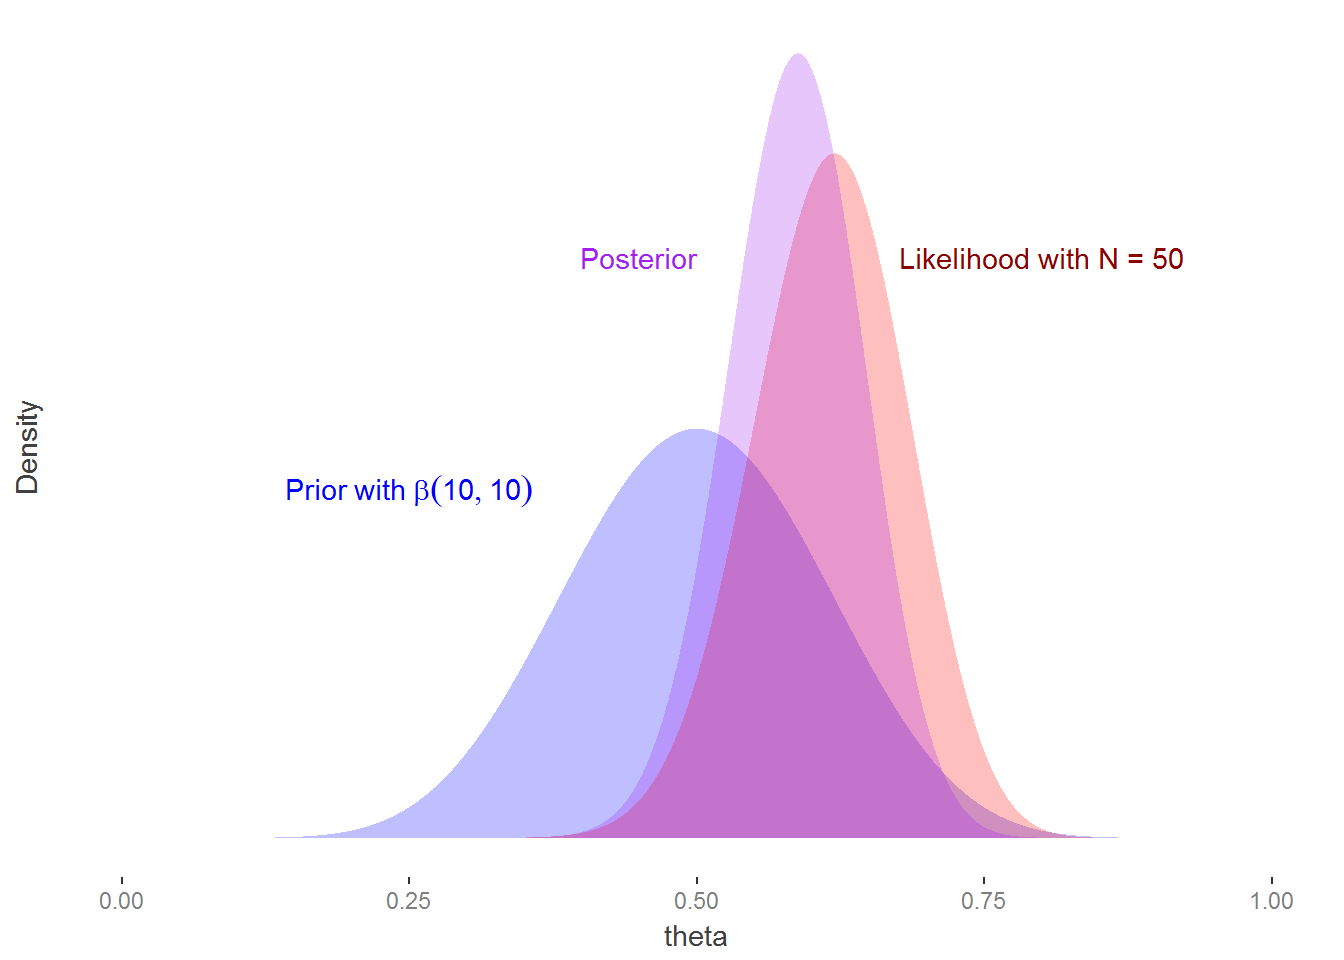 Posterior
Likelihood with N = 50
Density
Prior with β(10, 10)
0.00
0.25
0.50
0.75
1.00
theta